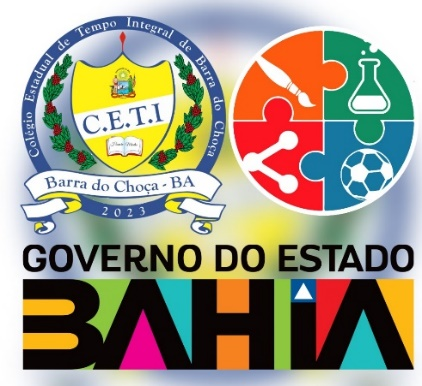 Colégio Estadual de Tempo Integral de Barra do Choça
C.E.T.I
Barra do Choça - BA
2023
GOVERNO DO ESTADO
BAHIA